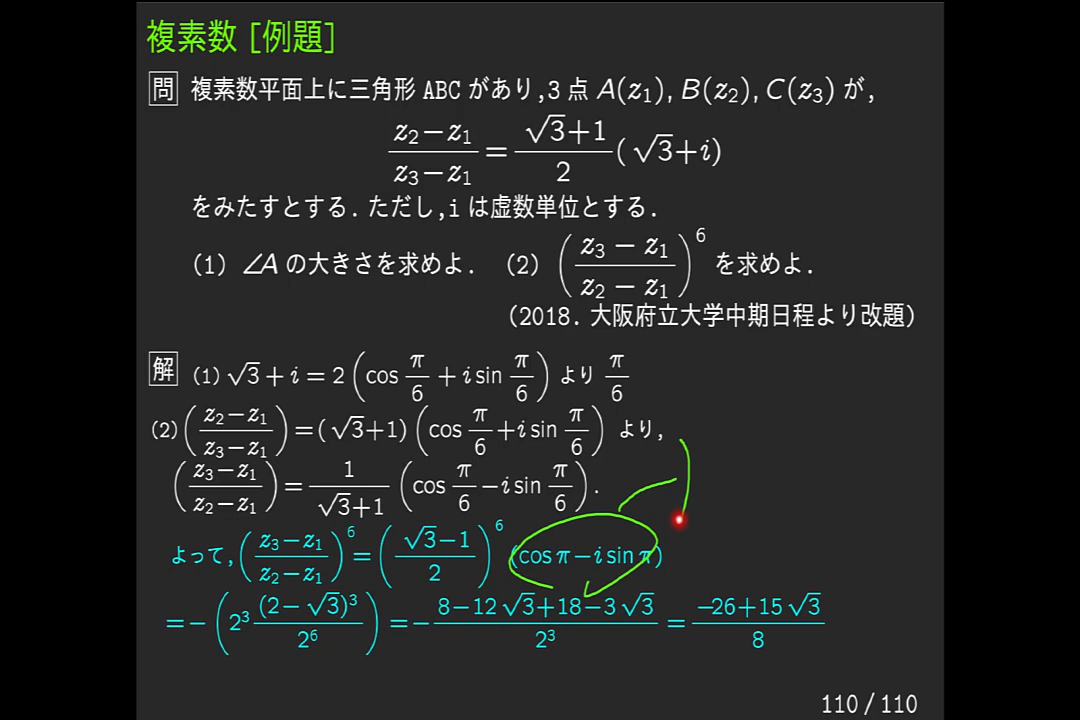 複素数 [例題]
問 複素数平面上に三角形 ABC があり,3 点 A(z₁), B(z₂), C(z₃) が,
(z₂−z₁)/(z₃−z₁) = (√3+1)/2 (√3+i)
をみたすとする. ただし,i は虚数単位とする.
(1) ∠A の大きさを求めよ. (2) ((z₃ − z₁)/(z₂ − z₁))⁶ を求めよ.
(2018. 大阪府立大学中期日程より改題)
解 (1) √3+i = 2 (cos π/6 + i sin π/6) より π/6
(2) ((z₂−z₁)/(z₃−z₁)) = (√3+1) (cos π/6 + i sin π/6) より,
((z₃−z₁)/(z₂−z₁)) = 1/(√3+1) (cos π/6 − i sin π/6).
よって, ((z₃−z₁)/(z₂−z₁))⁶ = ((√3−1)/2)⁶ (cos π − i sin π)
= − (2³ (2−√3)³/2⁶) = − (8−12√3+18−3√3)/2³ = (−26+15√3)/8
110 / 110